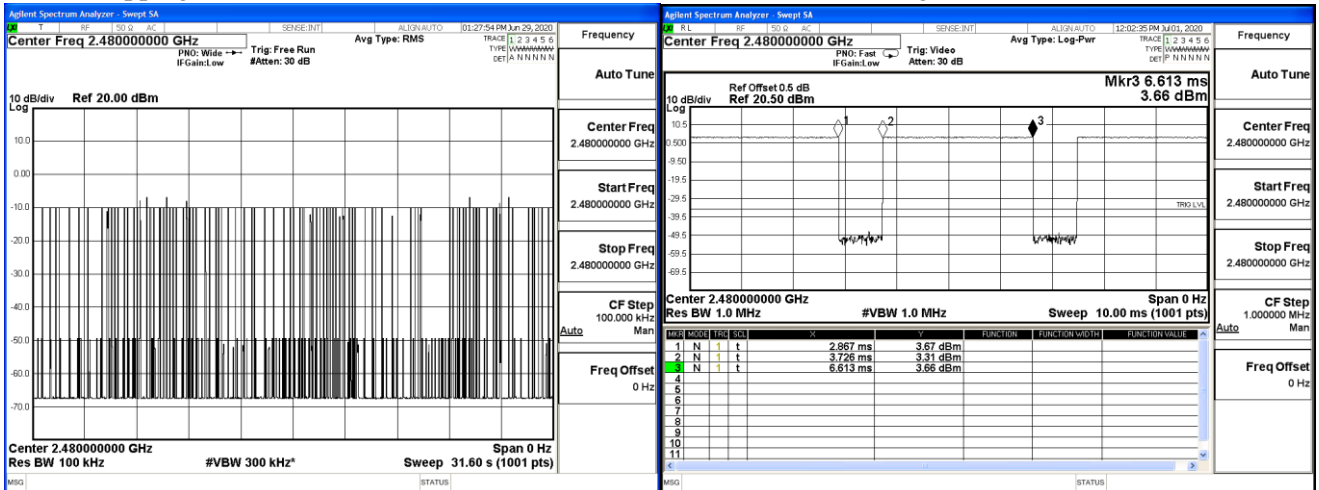 Agilent Spectrum Analyzer - Swept SA
T RF 50 Ω AC SENSE:INT ALIGN AUTO 01:27:54 PM Jun 29, 2020
Center Freq 2.480000000 GHz
PNO: Wide
IFGain:Low
Trig: Free Run
#Atten: 30 dB
Avg Type: RMS
TRACE 1 2 3 4 5 6
TYPE
DET A N N N N N
10 dB/div Ref 20.00 dBm
Log
10.0
0.00
-10.0
-20.0
-30.0
-40.0
-50.0
-60.0
-70.0
Center 2.480000000 GHz Span 0 Hz
Res BW 100 kHz #VBW 300 kHz* Sweep 31.60 s (1001 pts)
MSG STATUS
Frequency
Auto Tune
Center Freq
2.480000000 GHz
Start Freq
2.480000000 GHz
Stop Freq
2.480000000 GHz
CF Step
100.000 kHz
Auto Man
Freq Offset
0 Hz
Agilent Spectrum Analyzer - Swept SA
RL RF 50 Ω AC SENSE:INT ALIGN AUTO 12:02:35 PM Jul 01, 2020
Center Freq 2.480000000 GHz
PNO: Fast
IFGain:Low
Trig: Video
Atten: 30 dB
Avg Type: Log-Pwr
TRACE 1 2 3 4 5 6
TYPE
DET P N N N N N
Mkr3 6.613 ms
3.66 dBm
Ref Offset 0.5 dB
10 dB/div Ref 20.50 dBm
Log
10.5
0.500
-9.50
-19.5
-29.5
-39.5
-49.5
-59.5
-69.5
1
2
3
TRIG LVL
Center 2.480000000 GHz Span 0 Hz
Res BW 1.0 MHz #VBW 1.0 MHz Sweep 10.00 ms (1001 pts)
MKR MODE TRC SCL X Y FUNCTION FUNCTION WIDTH FUNCTION VALUE
1 N 1 t 2.867 ms 3.67 dBm
2 N 1 t 3.726 ms 3.31 dBm
3 N 1 t 6.613 ms 3.66 dBm
4
5
6
7
8
9
10
11
MSG STATUS
Frequency
Auto Tune
Center Freq
2.480000000 GHz
Start Freq
2.480000000 GHz
Stop Freq
2.480000000 GHz
CF Step
1.000000 MHz
Auto Man
Freq Offset
0 Hz